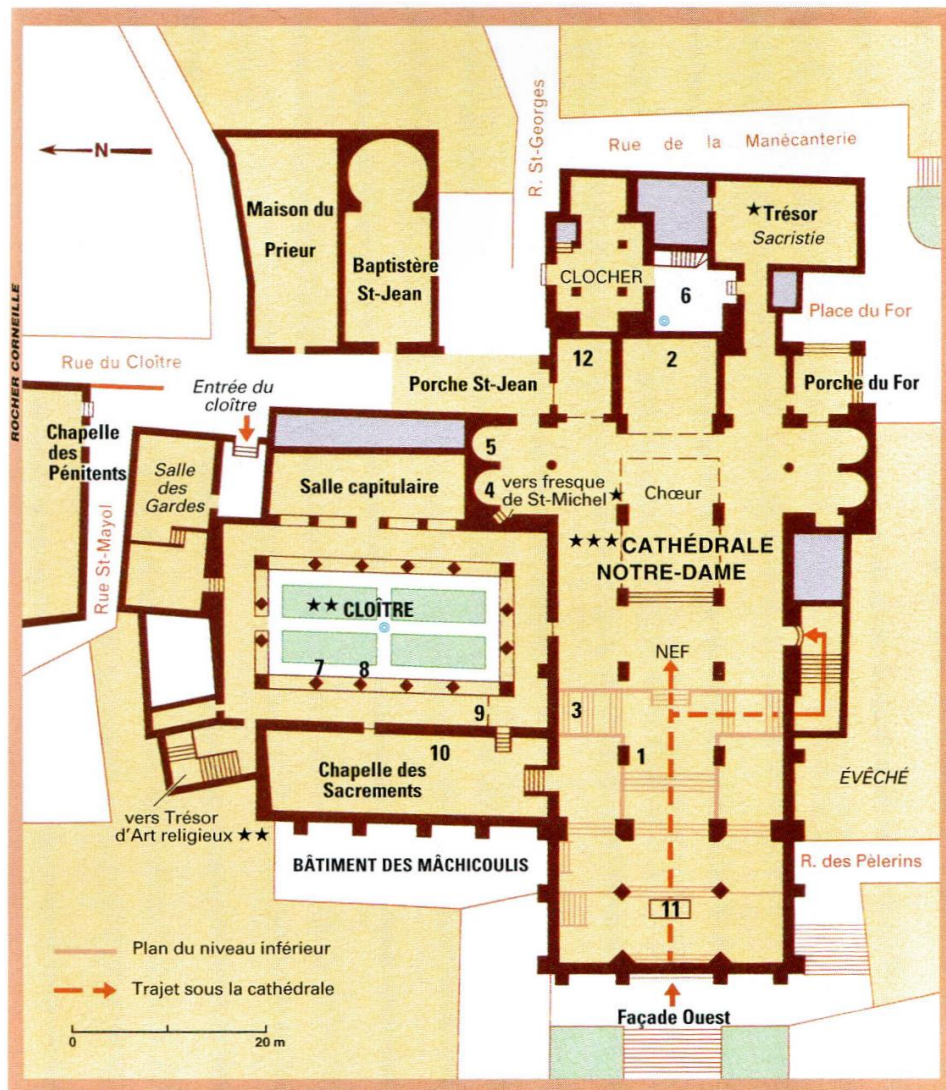 R. St-Georges
Rue de la Manécanterie
N
Maison du
Prieur
Baptistère
St-Jean
★Trésor
Sacristie
CLOCHER
6
Place du For
ROCHER CORNEILLE
Rue du Cloître
Entrée du
cloître
Porche St-Jean
12
2
Porche du For
Chapelle
des
Pénitents
Rue St-Mayol
Salle
des
Gardes
Salle capitulaire
5
4
vers fresque
de St-Michel★
Chœur
★★★CATHÉDRALE
NOTRE-DAME
★★CLOÎTRE
7
8
NEF
9
3
10
1
Chapelle des
Sacrements
ÉVÊCHÉ
vers Trésor
d'Art religieux★★
BÂTIMENT DES MÂCHICOULIS
R. des Pèlerins
11
Plan du niveau inférieur
Trajet sous la cathédrale
0
20 m
Façade Ouest